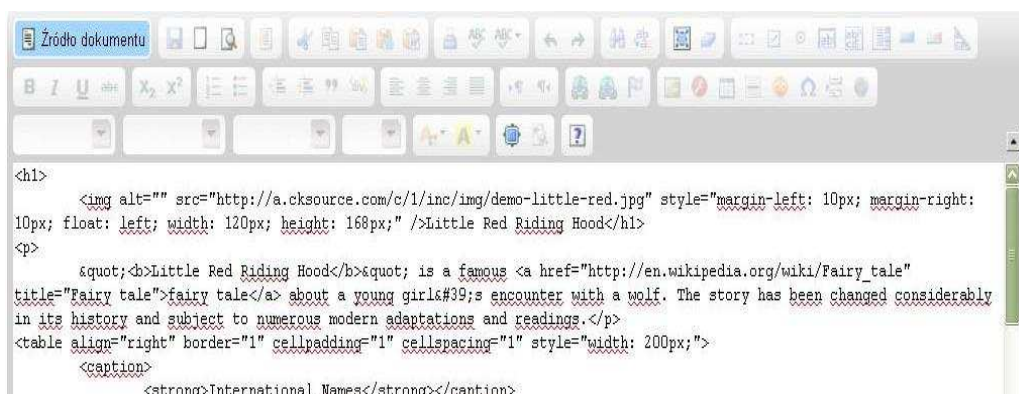 Źródło dokumentu
ABC ABC
B I U abc X₂ X²
A A ?
<h1>
<img alt="" src="http://a.cksource.com/c/1/inc/img/demo-little-red.jpg" style="margin-left: 10px; margin-right:
10px; float: left; width: 120px; height: 168px;" />Little Red Riding Hood</h1>
<p>
&quot;<b>Little Red Riding Hood</b>&quot; is a famous <a href="http://en.wikipedia.org/wiki/Fairy_tale"
title="Fairy tale">fairy tale</a> about a young girl&#39;s encounter with a wolf. The story has been changed considerably
in its history and subject to numerous modern adaptations and readings.</p>
<table align="right" border="1" cellpadding="1" cellspacing="1" style="width: 200px;">
<caption>
<strong>International Names</strong></caption>